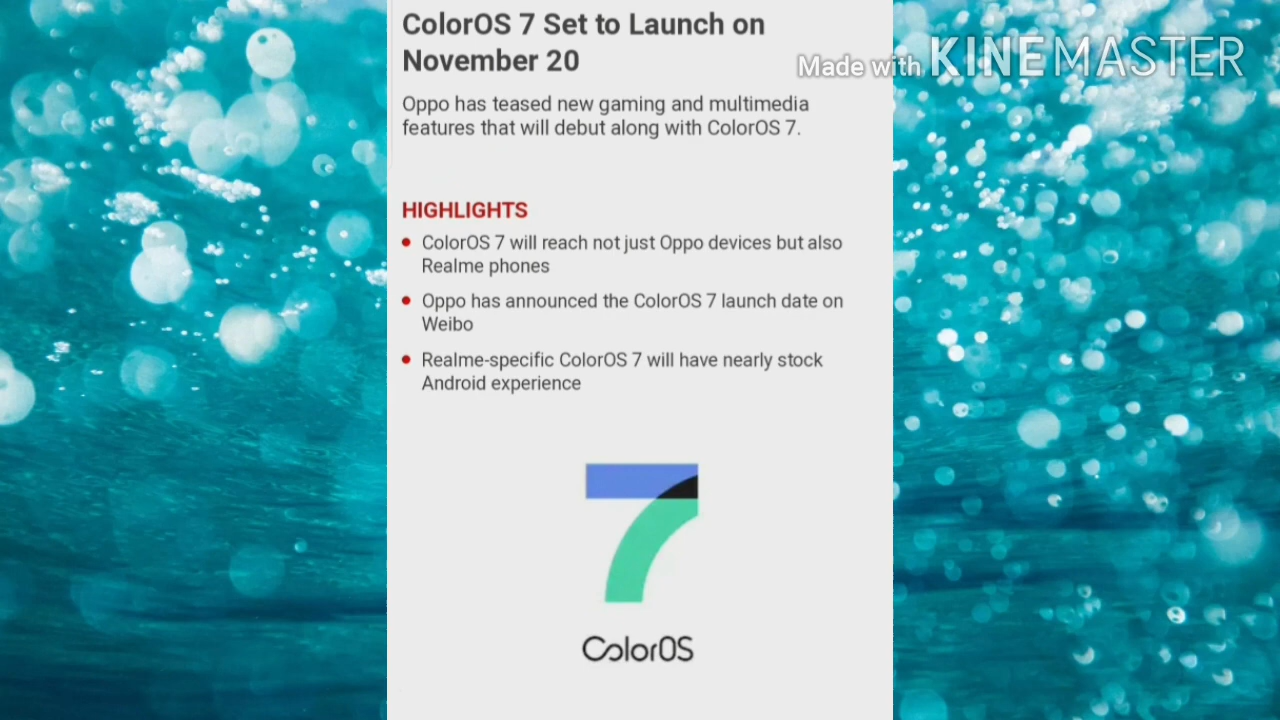 ColorOS 7 Set to Launch on
November 20
Made with KINEMASTER
Oppo has teased new gaming and multimedia
features that will debut along with ColorOS 7.
HIGHLIGHTS
ColorOS 7 will reach not just Oppo devices but also
Realme phones
Oppo has announced the ColorOS 7 launch date on
Weibo
Realme-specific ColorOS 7 will have nearly stock
Android experience
7
ColorOS